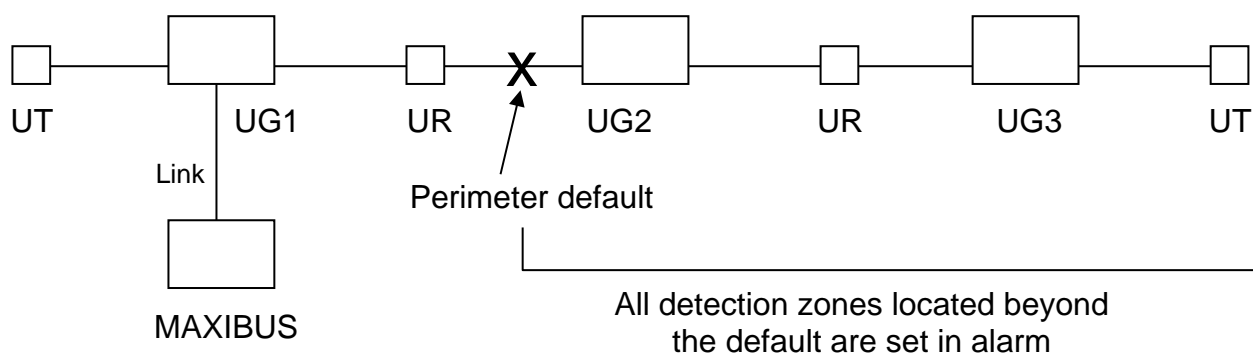 X
UT
UG1
UR
UG2
UR
UG3
UT
Link
Perimeter default
MAXIBUS
All detection zones located beyond
the default are set in alarm